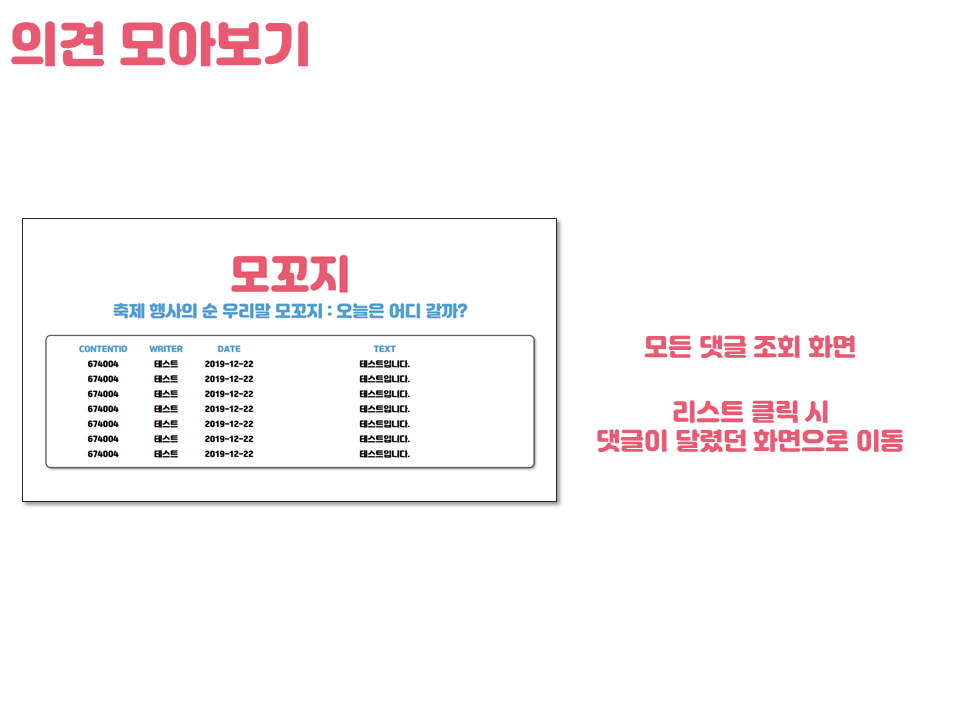 의견 모아보기
모꼬지
축제 행사의 순 우리말 모꼬지 : 오늘은 어디 갈까?
CONTENTID WRITER DATE TEXT
674004 테스트 2019-12-22 테스트입니다.
674004 테스트 2019-12-22 테스트입니다.
674004 테스트 2019-12-22 테스트입니다.
674004 테스트 2019-12-22 테스트입니다.
674004 테스트 2019-12-22 테스트입니다.
674004 테스트 2019-12-22 테스트입니다.
674004 테스트 2019-12-22 테스트입니다.
모든 댓글 조회 화면
리스트 클릭 시
댓글이 달렸던 화면으로 이동